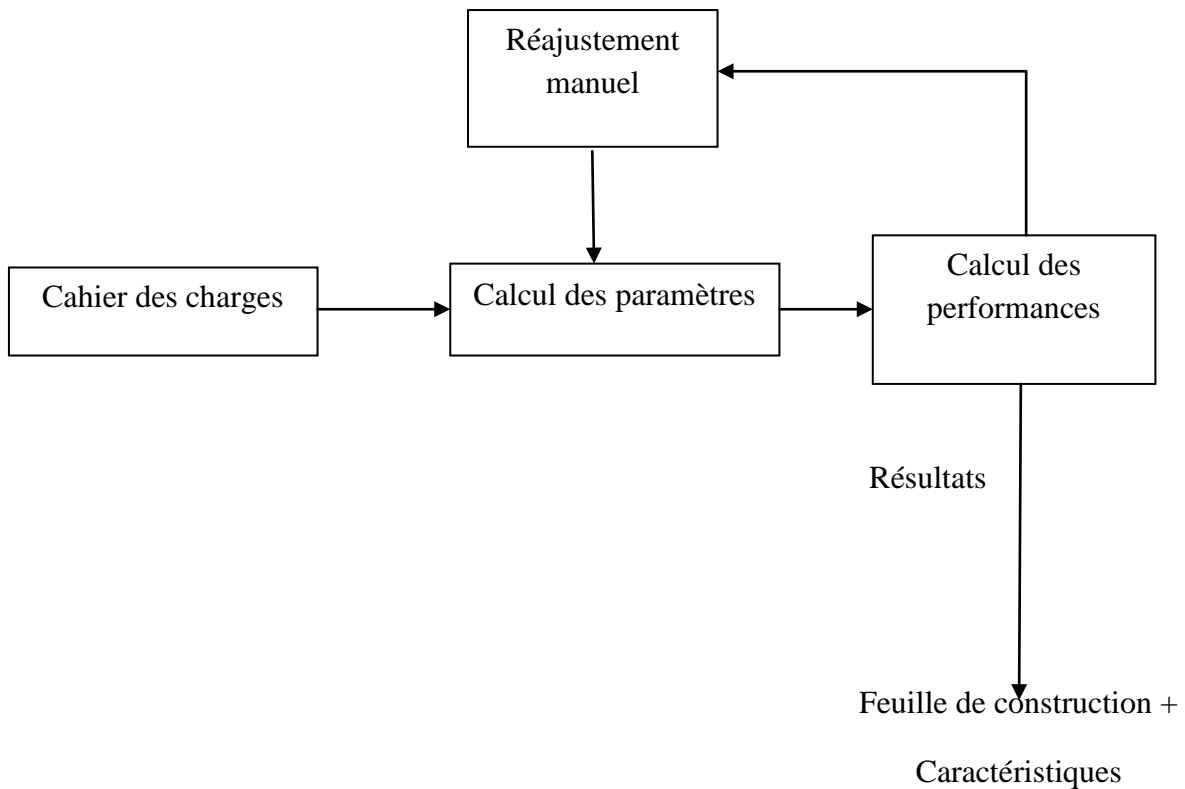 Réajustement
manuel
Cahier des charges
Calcul des paramètres
Calcul des
performances
Résultats
Feuille de construction +
Caractéristiques